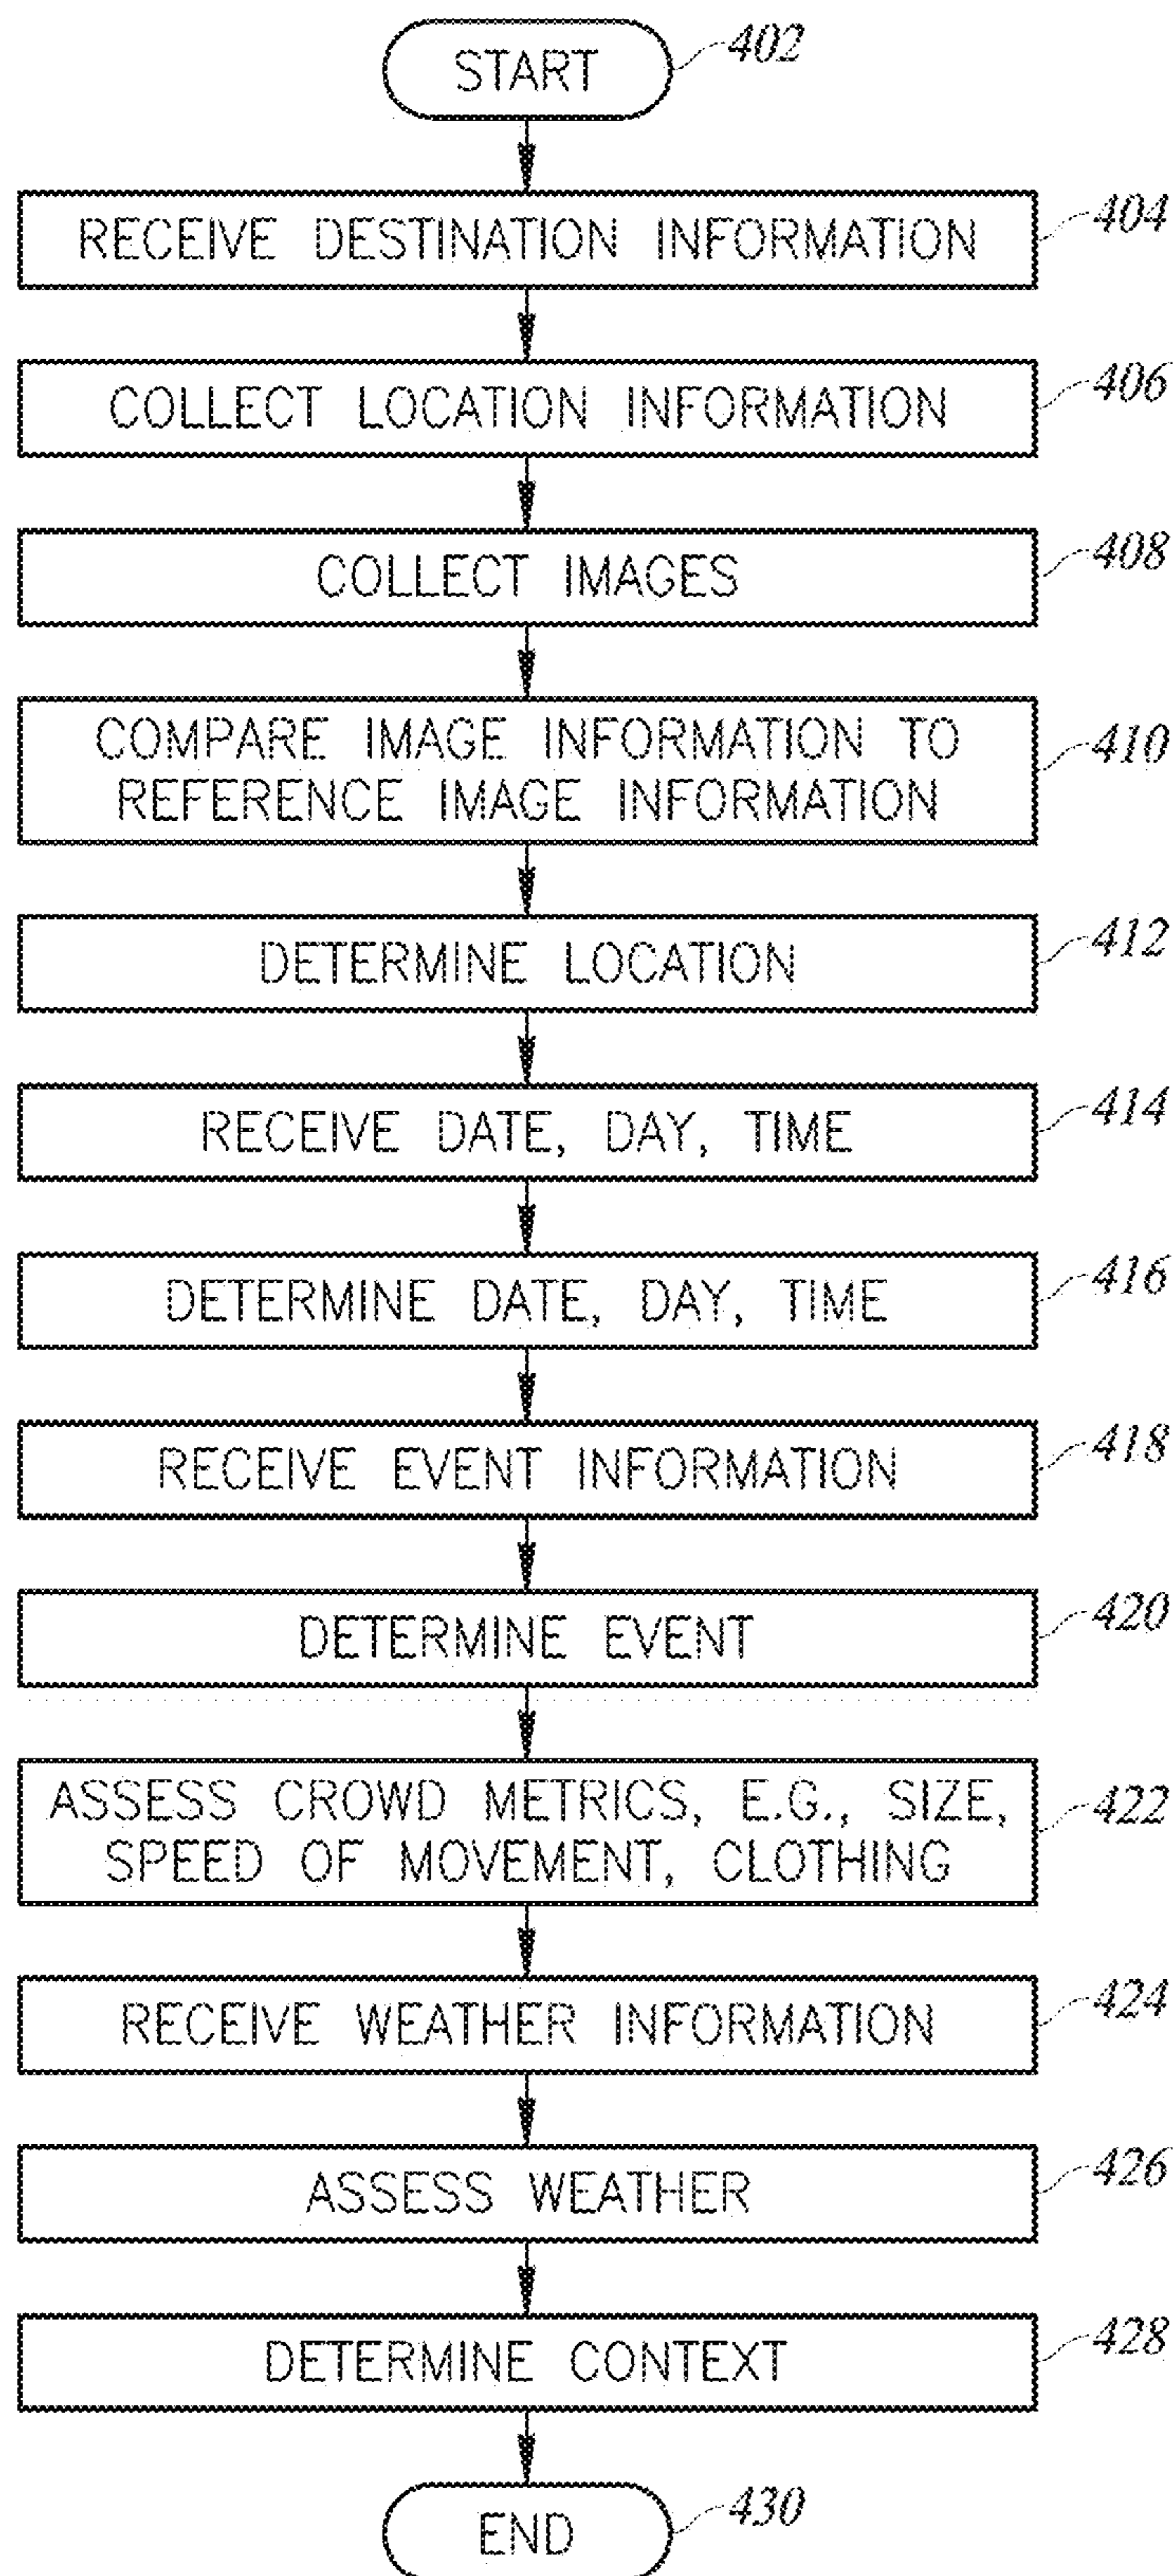 START
402
RECEIVE DESTINATION INFORMATION
404
COLLECT LOCATION INFORMATION
406
COLLECT IMAGES
408
COMPARE IMAGE INFORMATION TO
REFERENCE IMAGE INFORMATION
410
DETERMINE LOCATION
412
RECEIVE DATE, DAY, TIME
414
DETERMINE DATE, DAY, TIME
416
RECEIVE EVENT INFORMATION
418
DETERMINE EVENT
420
ASSESS CROWD METRICS, E.G., SIZE,
SPEED OF MOVEMENT, CLOTHING
422
RECEIVE WEATHER INFORMATION
424
ASSESS WEATHER
426
DETERMINE CONTEXT
428
END
430